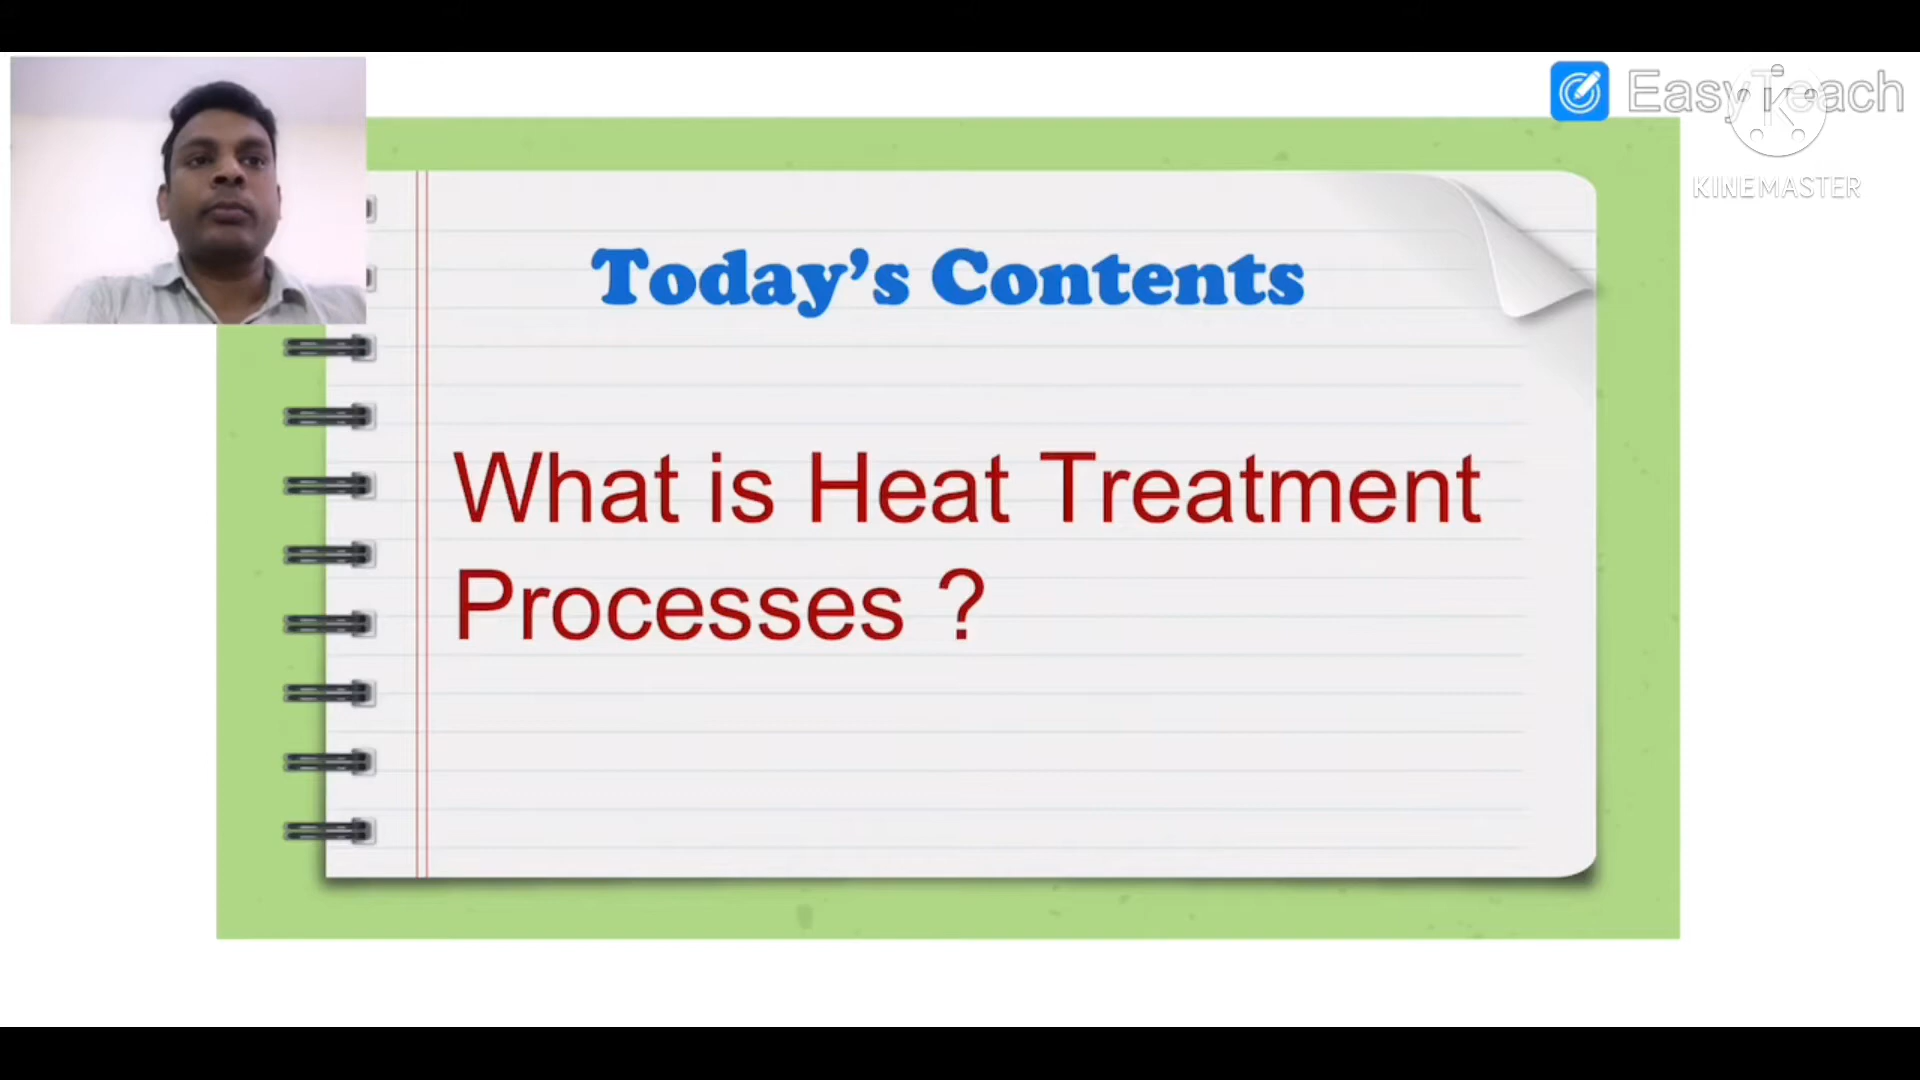 EasyTeach
KINEMASTER
Today's Contents
What is Heat Treatment
Processes ?